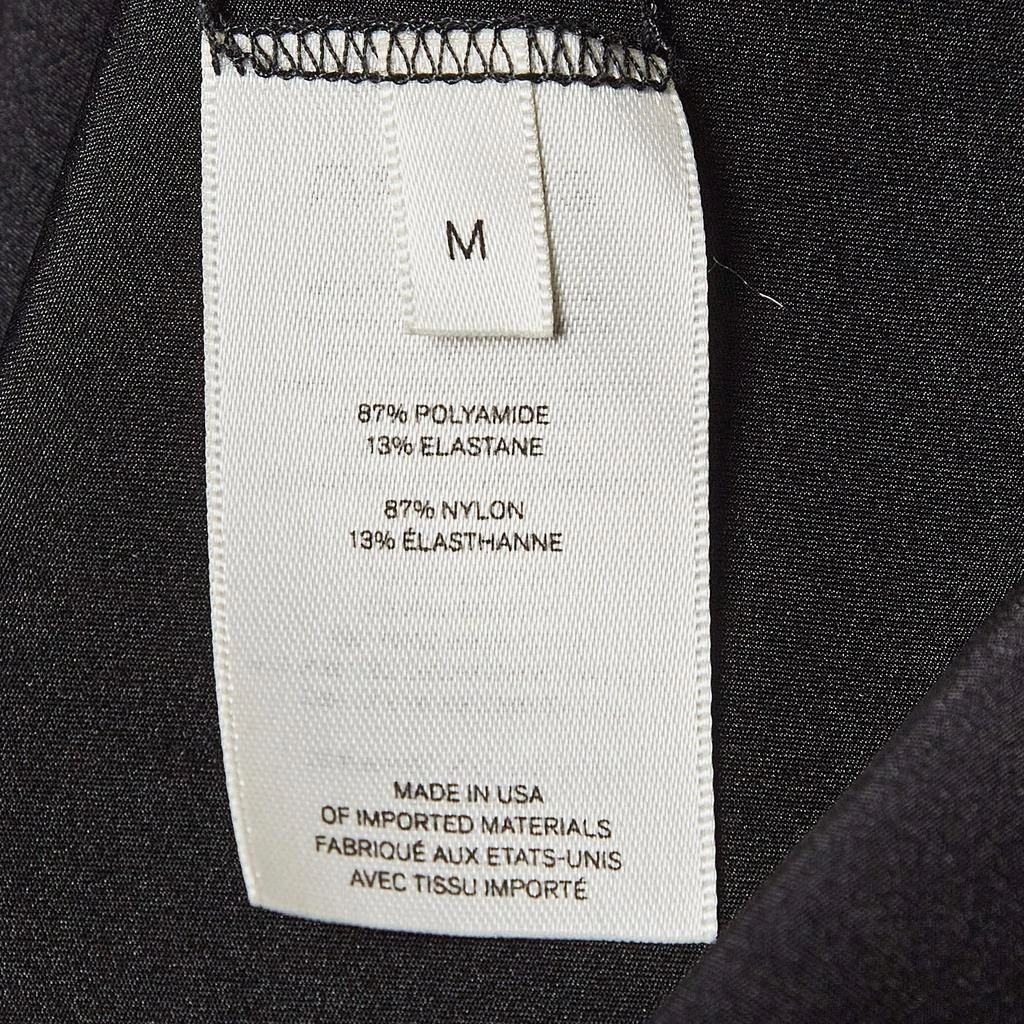 M
87% POLYAMIDE
13% ELASTANE
87% NYLON
13% ÉLASTHANNE
MADE IN USA
OF IMPORTED MATERIALS
FABRIQUÉ AUX ETATS-UNIS
AVEC TISSU IMPORTÉ